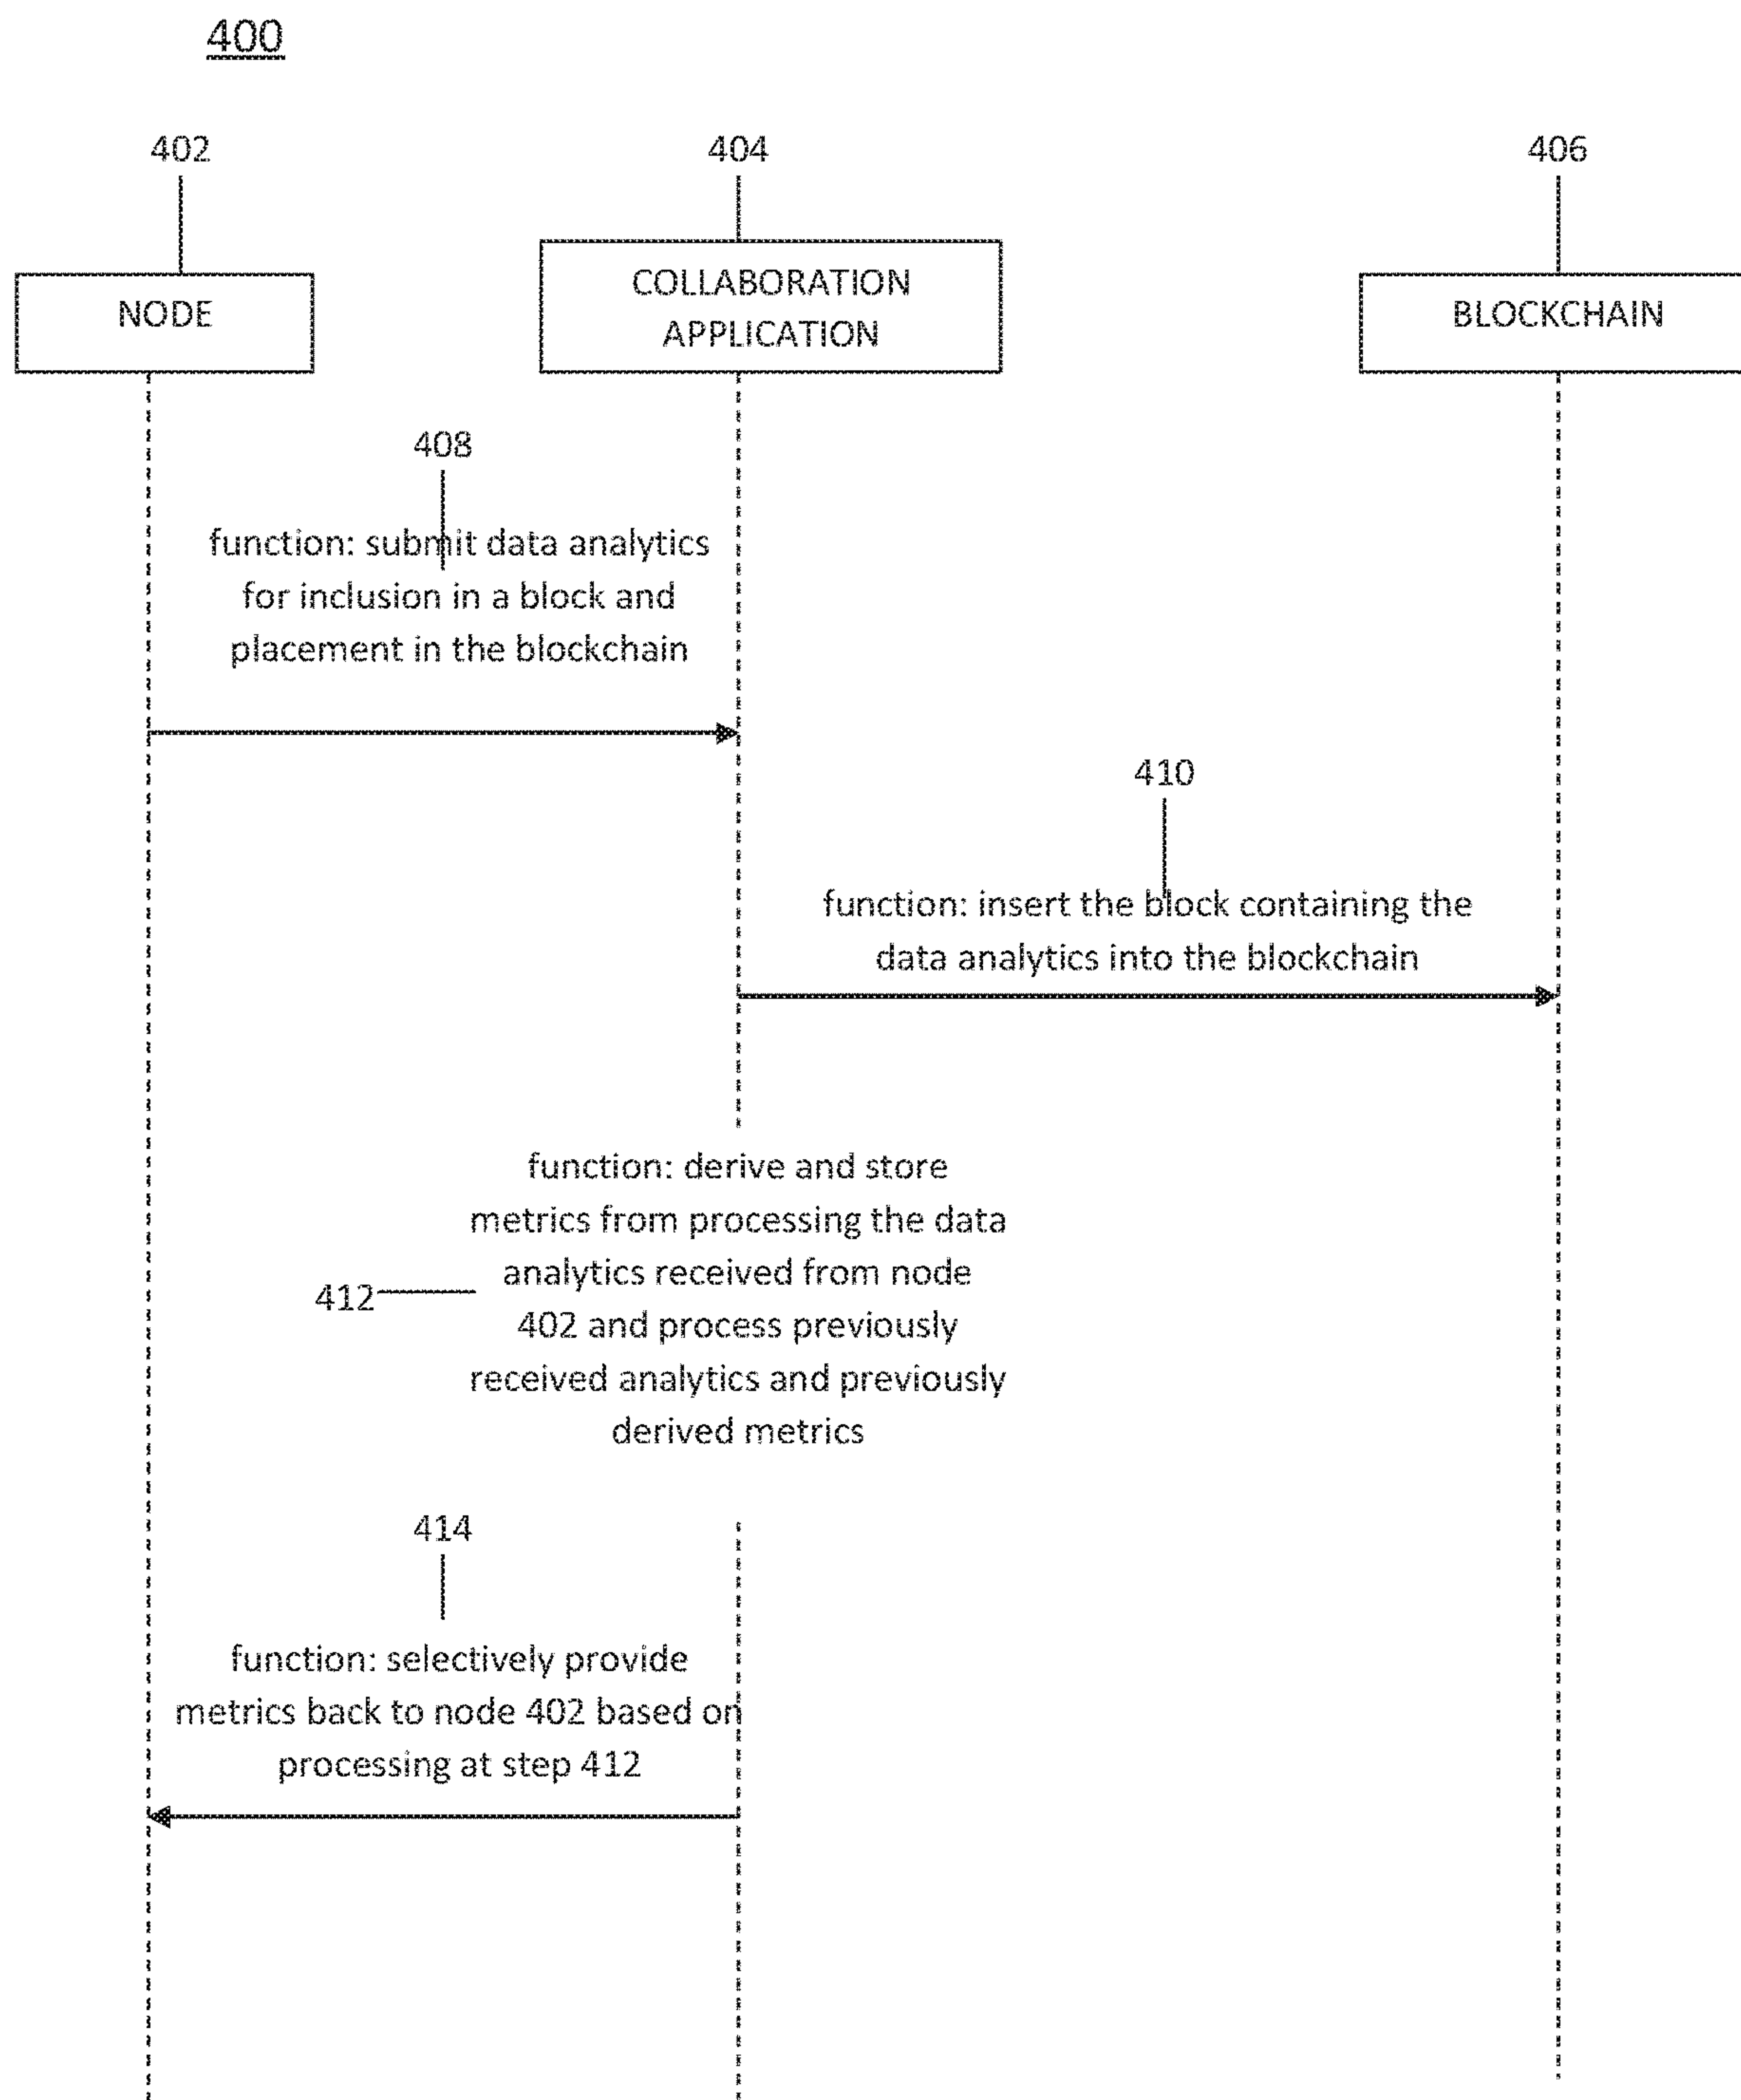 400
402
404
406
NODE
COLLABORATION
APPLICATION
BLOCKCHAIN
408
function: submit data analytics
for inclusion in a block and
placement in the blockchain
410
function: insert the block containing the
data analytics into the blockchain
function: derive and store
metrics from processing the data
analytics received from node
412
402 and process previously
received analytics and previously
derived metrics
414
function: selectively provide
metrics back to node 402 based on
processing at step 412